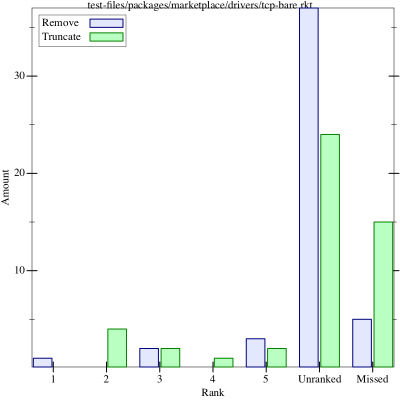 test-files/packages/marketplace/drivers/tcp-bare.rkt
Remove
Truncate
30
20
10
Amount
1 2 3 4 5 Unranked Missed
Rank